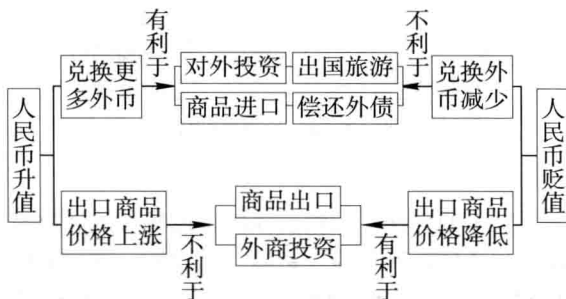 有利于
不利于
兑换更
多外币
对外投资
出国旅游
商品进口
偿还外债
兑换外
币减少
人民币升值
人民币贬值
出口商品
价格上涨
商品出口
外商投资
出口商品
价格降低
不利于
有利于